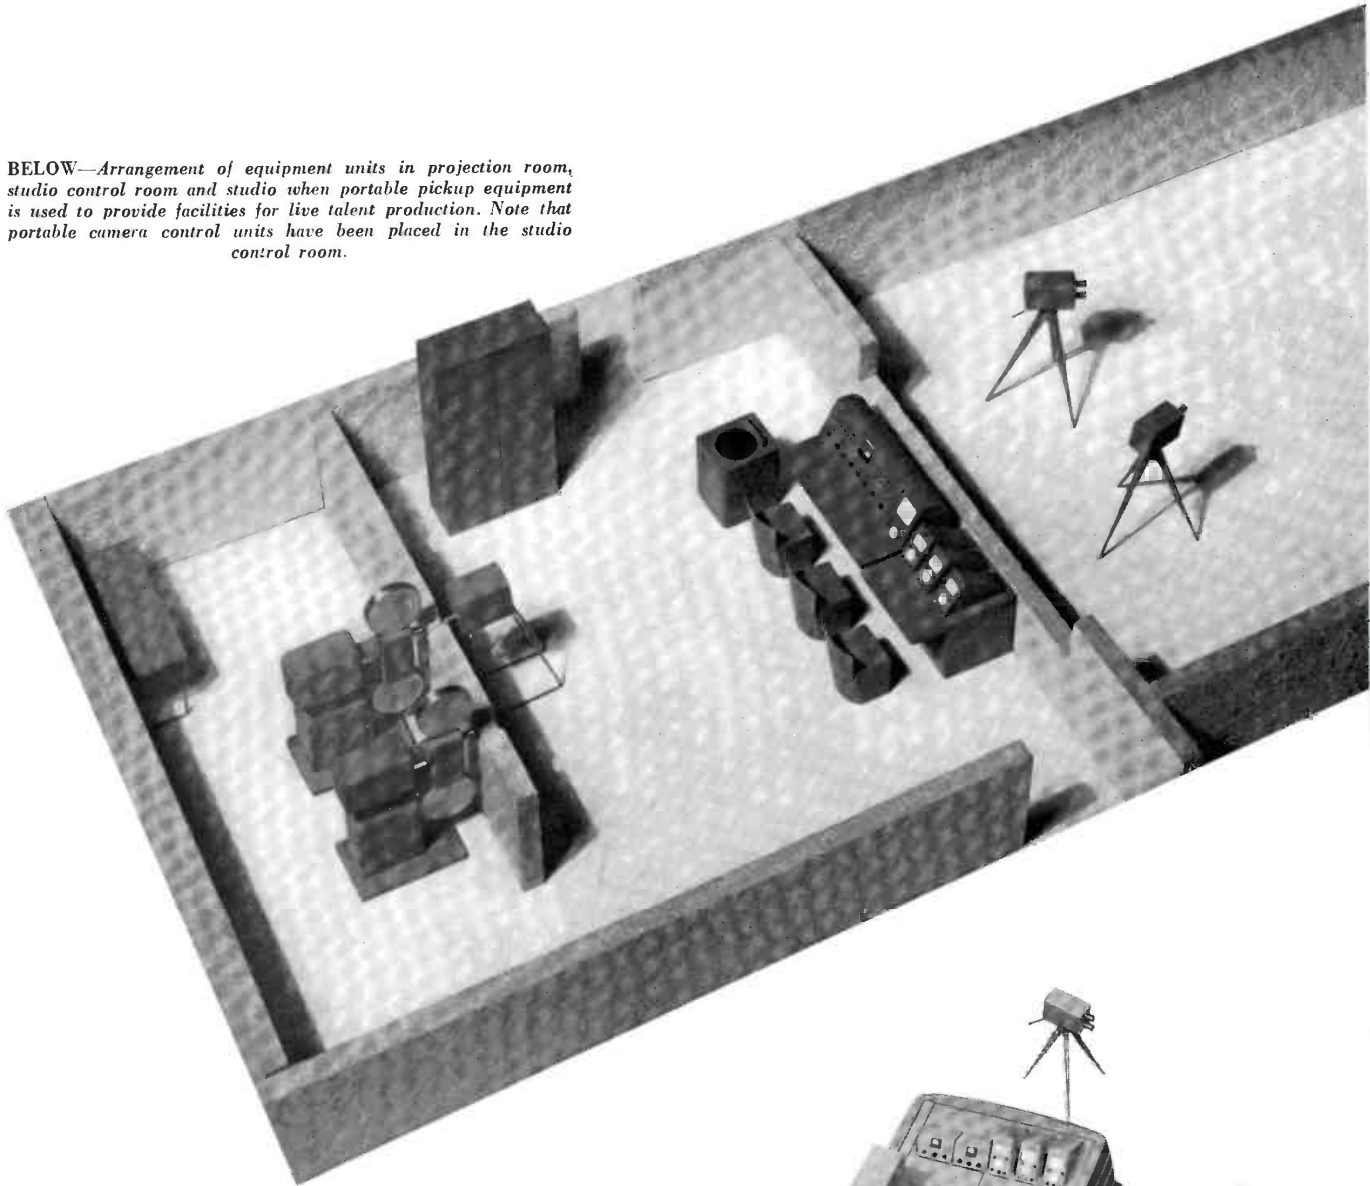 BELOW—Arrangement of equipment units in projection room,
studio control room and studio when portable pickup equipment
is used to provide facilities for live talent production. Note that
portable camera control units have been placed in the studio
control room.